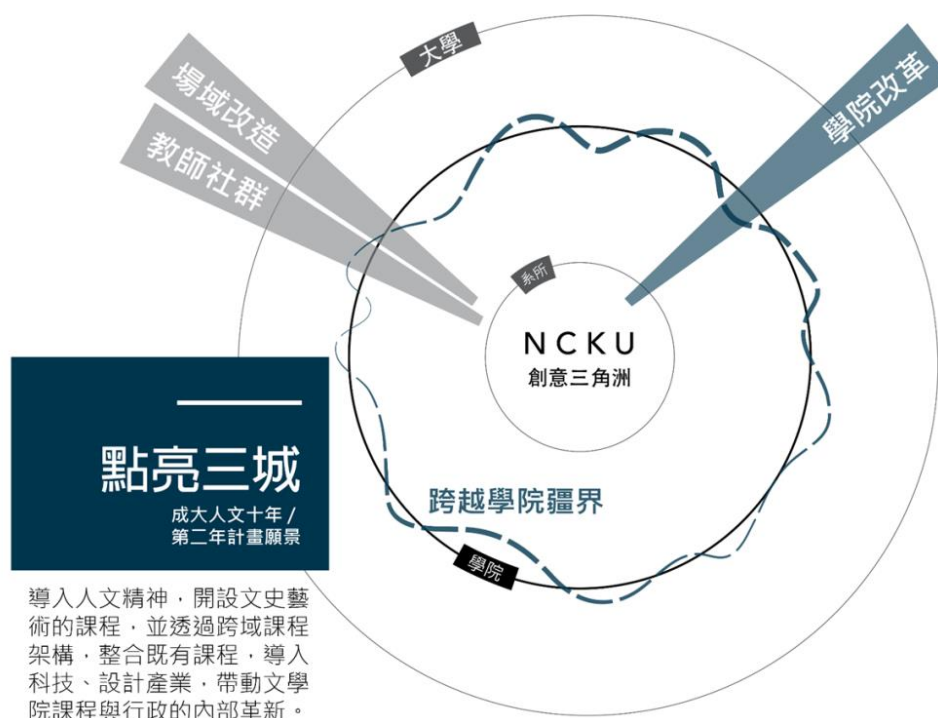 大學
場域改造
教師社群
學院改革
系所
NCKU
創意三角洲
點亮三城
成大人文十年 /
第二年計畫願景
跨越學院疆界
學院
導入人文精神，開設文史藝
術的課程，並透過跨域課程
架構，整合既有課程，導入
科技、設計產業，帶動文學
院課程與行政的內部革新。